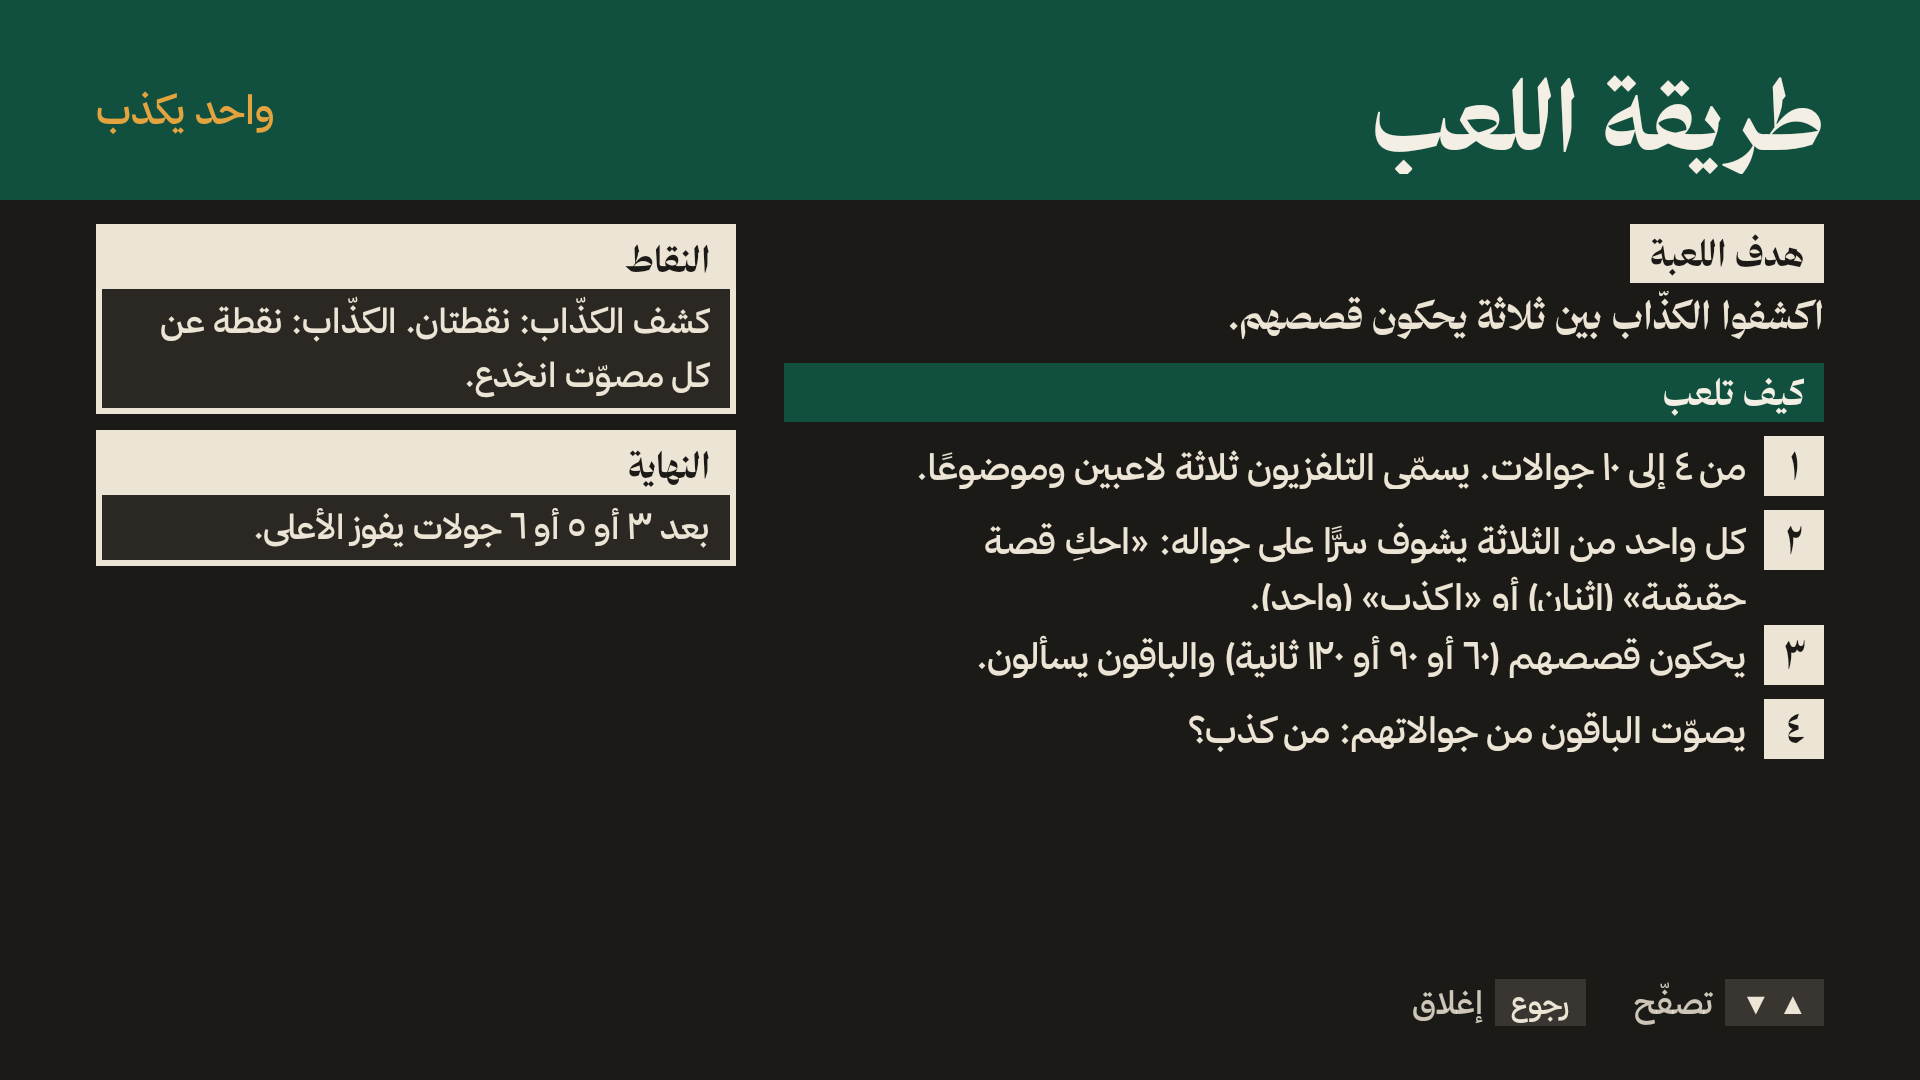 طريقة اللعب
واحد يكذب
هدف اللعبة
اكشفوا الكذّاب بين ثلاثة يحكون قصصهم.
كيف تلعب
١
من ٤ إلى ١٠ جوالات. يسمّى التلفزيون ثلاثة لاعبين وموضوعًا.
٢
كل واحد من الثلاثة يشوف سرًّا على جواله: «احكِ قصة
حقيقية» (اثنان) أو «اكذب» (واحد).
٣
يحكون قصصهم (٦٠ أو ٩٠ أو ١٢٠ ثانية) والباقون يسألون.
٤
يصوّت الباقون من جوالاتهم: من كذب؟
النقاط
كشف الكذّاب: نقطتان. الكذّاب: نقطة عن
كل مصوّت انخدع.
النهاية
بعد ٣ أو ٥ أو ٦ جولات يفوز الأعلى.
▲ ▼ تصفّح
رجوع إغلاق